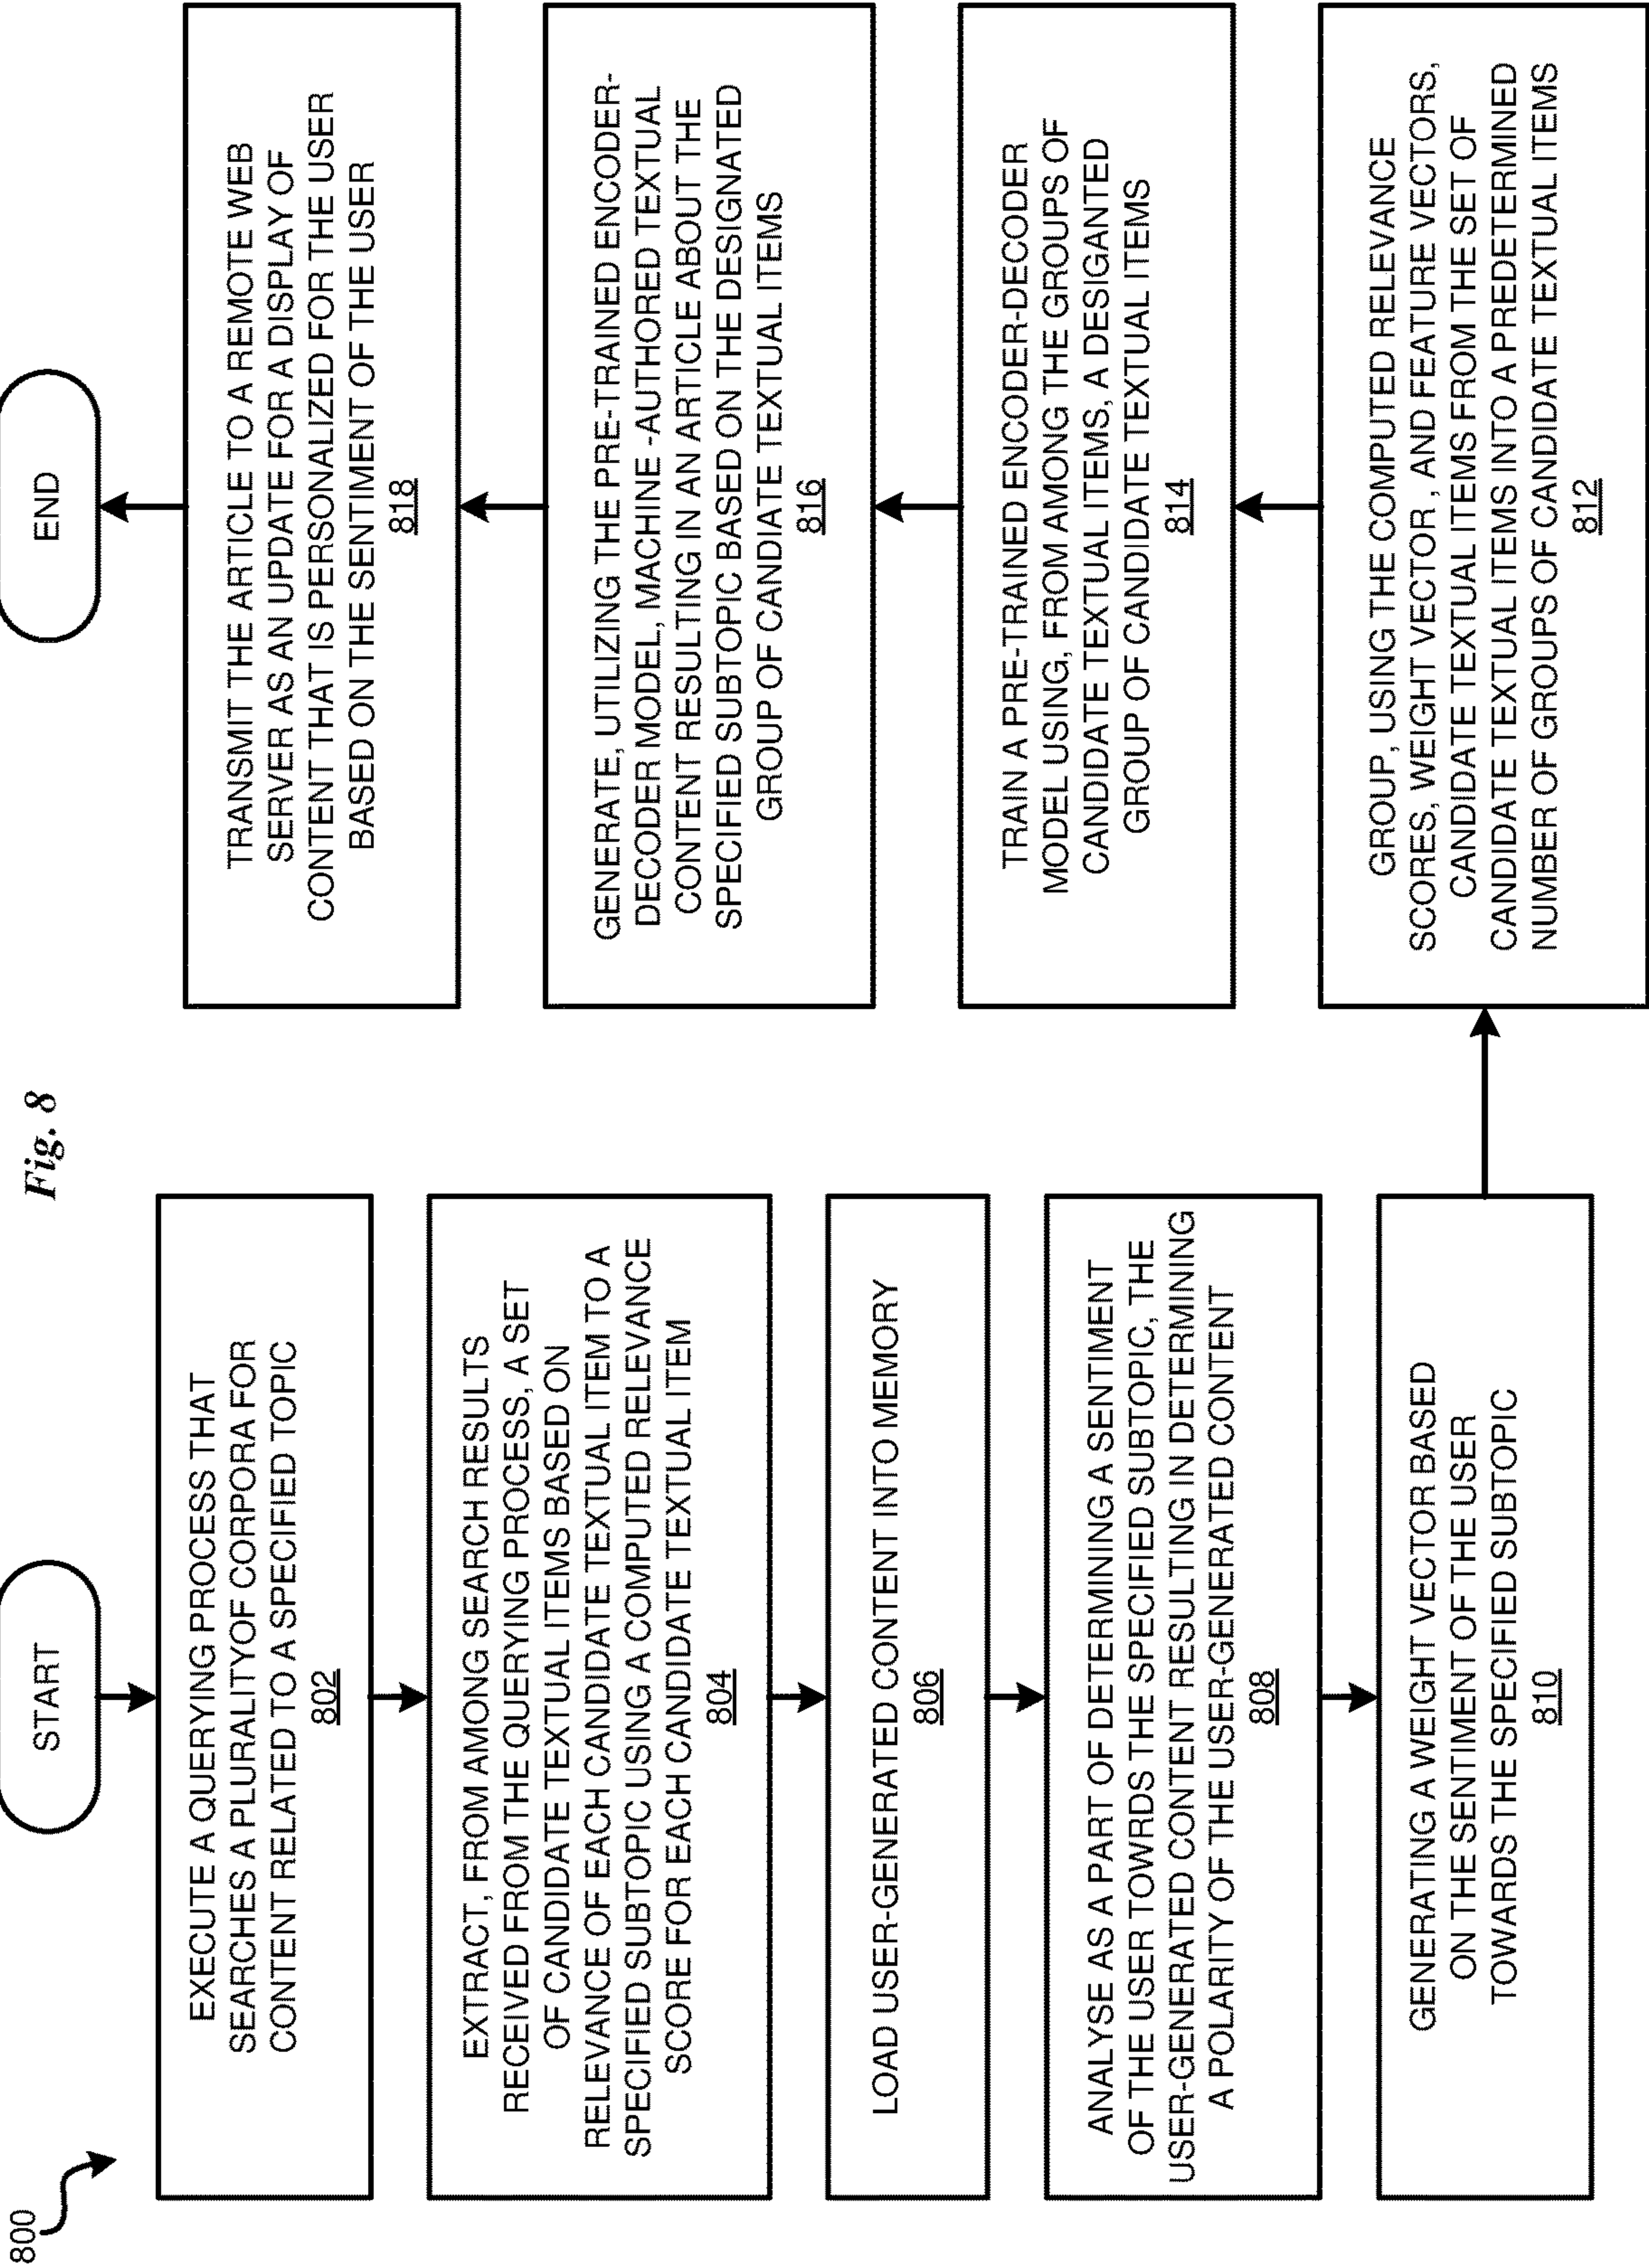 800
Fig. 8
START
EXECUTE A QUERYING PROCESS THAT
SEARCHES A PLURALITYOF CORPORA FOR
CONTENT RELATED TO A SPECIFIED TOPIC
802
EXTRACT, FROM AMONG SEARCH RESULTS
RECEIVED FROM THE QUERYING PROCESS, A SET
OF CANDIDATE TEXTUAL ITEMS BASED ON
RELEVANCE OF EACH CANDIDATE TEXTUAL ITEM TO A
SPECIFIED SUBTOPIC USING A COMPUTED RELEVANCE
SCORE FOR EACH CANDIDATE TEXTUAL ITEM
804
LOAD USER-GENERATED CONTENT INTO MEMORY
806
ANALYSE AS A PART OF DETERMINING A SENTIMENT
OF THE USER TOWRDS THE SPECIFIED SUBTOPIC, THE
USER-GENERATED CONTENT RESULTING IN DETERMINING
A POLARITY OF THE USER-GENERATED CONTENT
808
GENERATING A WEIGHT VECTOR BASED
ON THE SENTIMENT OF THE USER
TOWARDS THE SPECIFIED SUBTOPIC
810
GROUP, USING THE COMPUTED RELEVANCE
SCORES, WEIGHT VECTOR, AND FEATURE VECTORS,
CANDIDATE TEXTUAL ITEMS FROM THE SET OF
CANDIDATE TEXTUAL ITEMS INTO A PREDETERMINED
NUMBER OF GROUPS OF CANDIDATE TEXTUAL ITEMS
812
TRAIN A PRE-TRAINED ENCODER-DECODER
MODEL USING, FROM AMONG THE GROUPS OF
CANDIDATE TEXTUAL ITEMS, A DESIGANTED
GROUP OF CANDIDATE TEXTUAL ITEMS
814
GENERATE, UTILIZING THE PRE-TRAINED ENCODER-
DECODER MODEL, MACHINE -AUTHORED TEXTUAL
CONTENT RESULTING IN AN ARTICLE ABOUT THE
SPECIFIED SUBTOPIC BASED ON THE DESIGNATED
GROUP OF CANDIATE TEXTUAL ITEMS
816
TRANSMIT THE ARTICLE TO A REMOTE WEB
SERVER AS AN UPDATE FOR A DISPLAY OF
CONTENT THAT IS PERSONALIZED FOR THE USER
BASED ON THE SENTIMENT OF THE USER
818
END